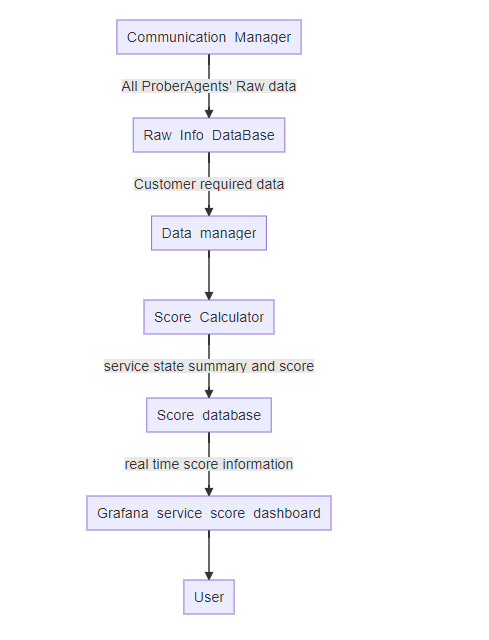 Communication Manager
All ProberAgents' Raw data
Raw Info DataBase
Customer required data
Data manager
Score Calculator
service state summary and score
Score database
real time score information
Grafana service score dashboard
User